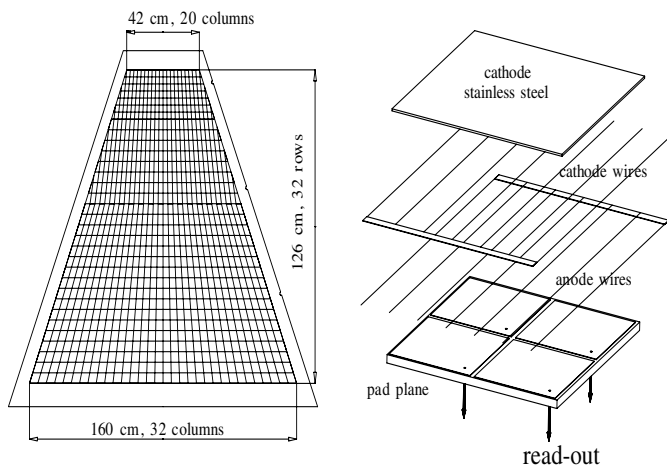 42 cm, 20 columns
126 cm, 32 rows
160 cm, 32 columns
cathode
stainless steel
cathode wires
anode wires
pad plane
read-out